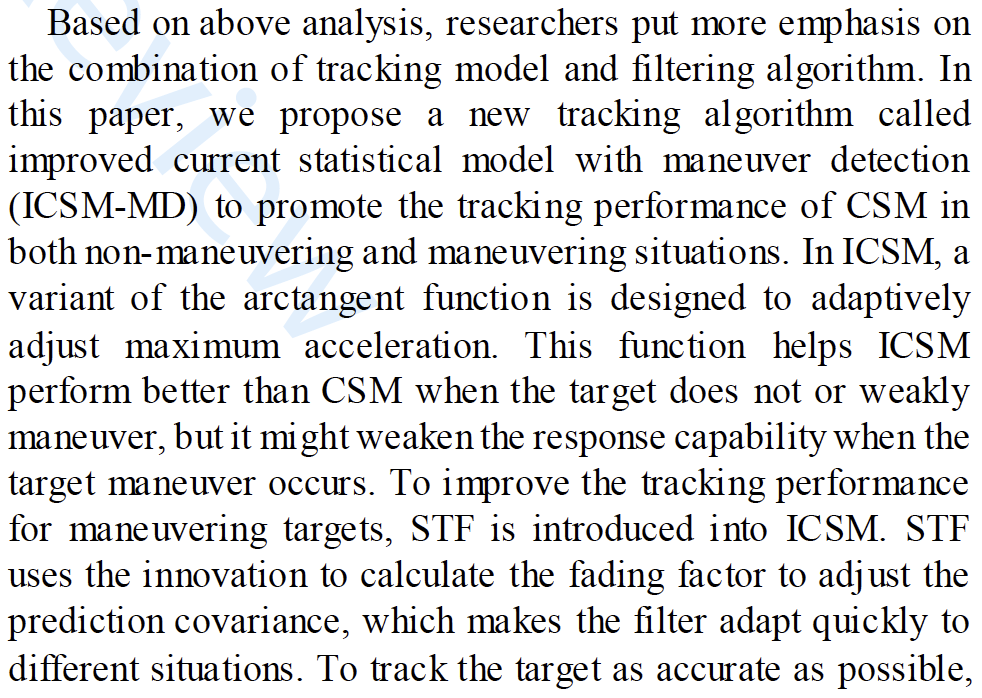 Based on above analysis, researchers put more emphasis on
the combination of tracking model and filtering algorithm. In
this paper, we propose a new tracking algorithm called
improved current statistical model with maneuver detection
(ICSM-MD) to promote the tracking performance of CSM in
both non-maneuvering and maneuvering situations. In ICSM, a
variant of the arctangent function is designed to adaptively
adjust maximum acceleration. This function helps ICSM
perform better than CSM when the target does not or weakly
maneuver, but it might weaken the response capability when the
target maneuver occurs. To improve the tracking performance
for maneuvering targets, STF is introduced into ICSM. STF
uses the innovation to calculate the fading factor to adjust the
prediction covariance, which makes the filter adapt quickly to
different situations. To track the target as accurate as possible,
eview